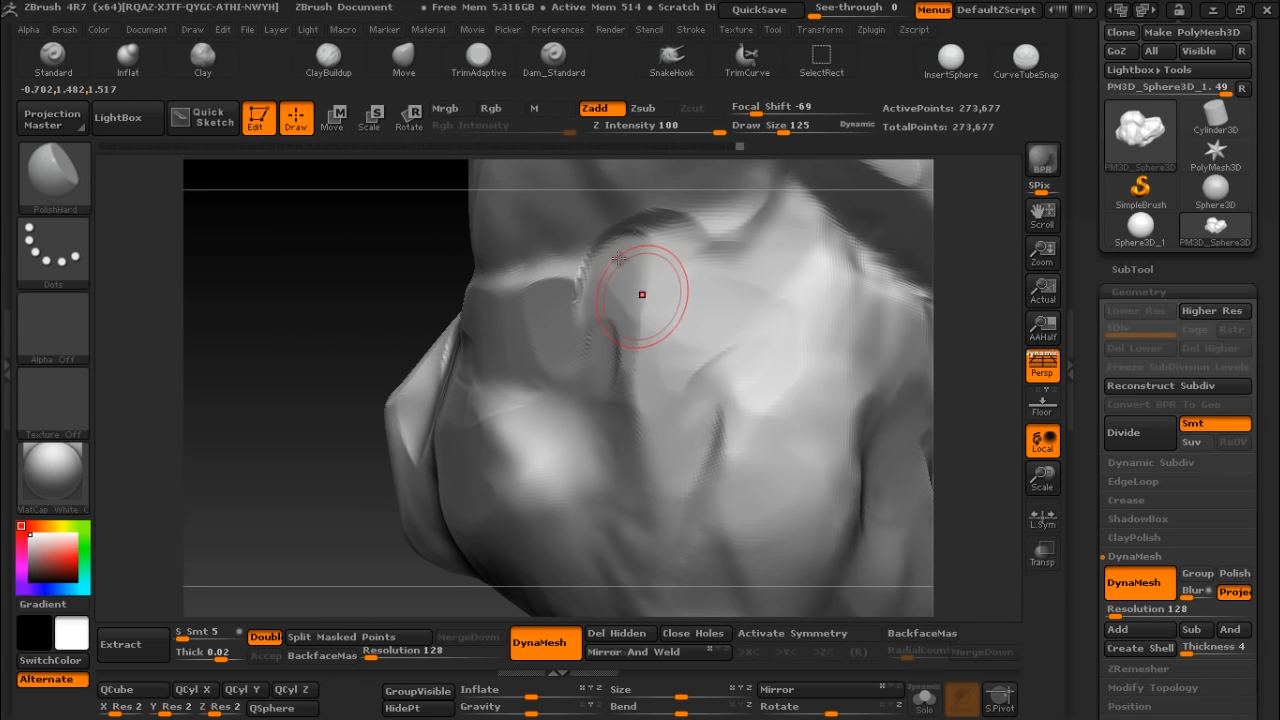 ZBrush 4R7 (x64)[RQAZ-XJTF-QYGC-ATHI-NWYH] ZBrush Document • Free Mem 5.316GB • Active Mem 514 • Scratch Di QuickSave See-through 0 Menus DefaultZScript
Alpha Brush Color Document Draw Edit File Layer Light Macro Marker Material Movie Picker Preferences Render Stencil Stroke Texture Tool Transform Zplugin Zscript
Standard Inflat Clay ClayBuildup Move TrimAdaptive Dam_Standard SnakeHook TrimCurve SelectRect InsertSphere CurveTubeSnap
-0.702,1.482,1.517
Projection Master
LightBox
Quick Sketch
Edit Draw Move Scale Rotate
Mrgb Rgb M Zadd Zsub Zcut Focal Shift -69 ActivePoints: 273,677
Rgb Intensity Z Intensity 100 Draw Size 125 Dynamic TotalPoints: 273,677
PolishHard
Dots
Alpha Off
Texture Off
MatCap White C
Gradient
SwitchColor
Alternate
BPR
SPix
Scroll
Zoom
Actual
AAHalf
Dynamic
Persp
Floor
Local
Scale
L.Sym
Transp
Clone Make PolyMesh3D
GoZ All Visible R
Lightbox▸Tools
PM3D_Sphere3D_1. 49 R
Cylinder3D
PM3D_Sphere3D PolyMesh3D
SimpleBrush Sphere3D
Sphere3D_1 PM3D_Sphere3D
SubTool
Geometry
Lower Res Higher Res
SDiv Cage Rstr
Del Lower Del Higher
Freeze SubDivision Levels
Reconstruct Subdiv
Convert BPR To Geo
Divide Smt
Suv ReUV
Dynamic Subdiv
EdgeLoop
Crease
ShadowBox
ClayPolish
DynaMesh
DynaMesh Group Polish
Blur Proje
Resolution 128
Add Sub And
Create Shell Thickness 4
ZRemesher
Modify Topology
Position
Extract S Smt 5 Doubl Split Masked Points MergeDown DynaMesh Del Hidden Close Holes Activate Symmetry BackfaceMas
Thick 0.02 Accep BackfaceMas Resolution 128 Mirror And Weld >X< >Y< >Z< (R) RadialCount MergeDown
QCube QCyl X QCyl Y QCyl Z GroupVisible Inflate Size Mirror
X Res 2 Y Res 2 Z Res 2 QSphere HidePt Gravity Bend Rotate Dynamic Solo S.Pivot